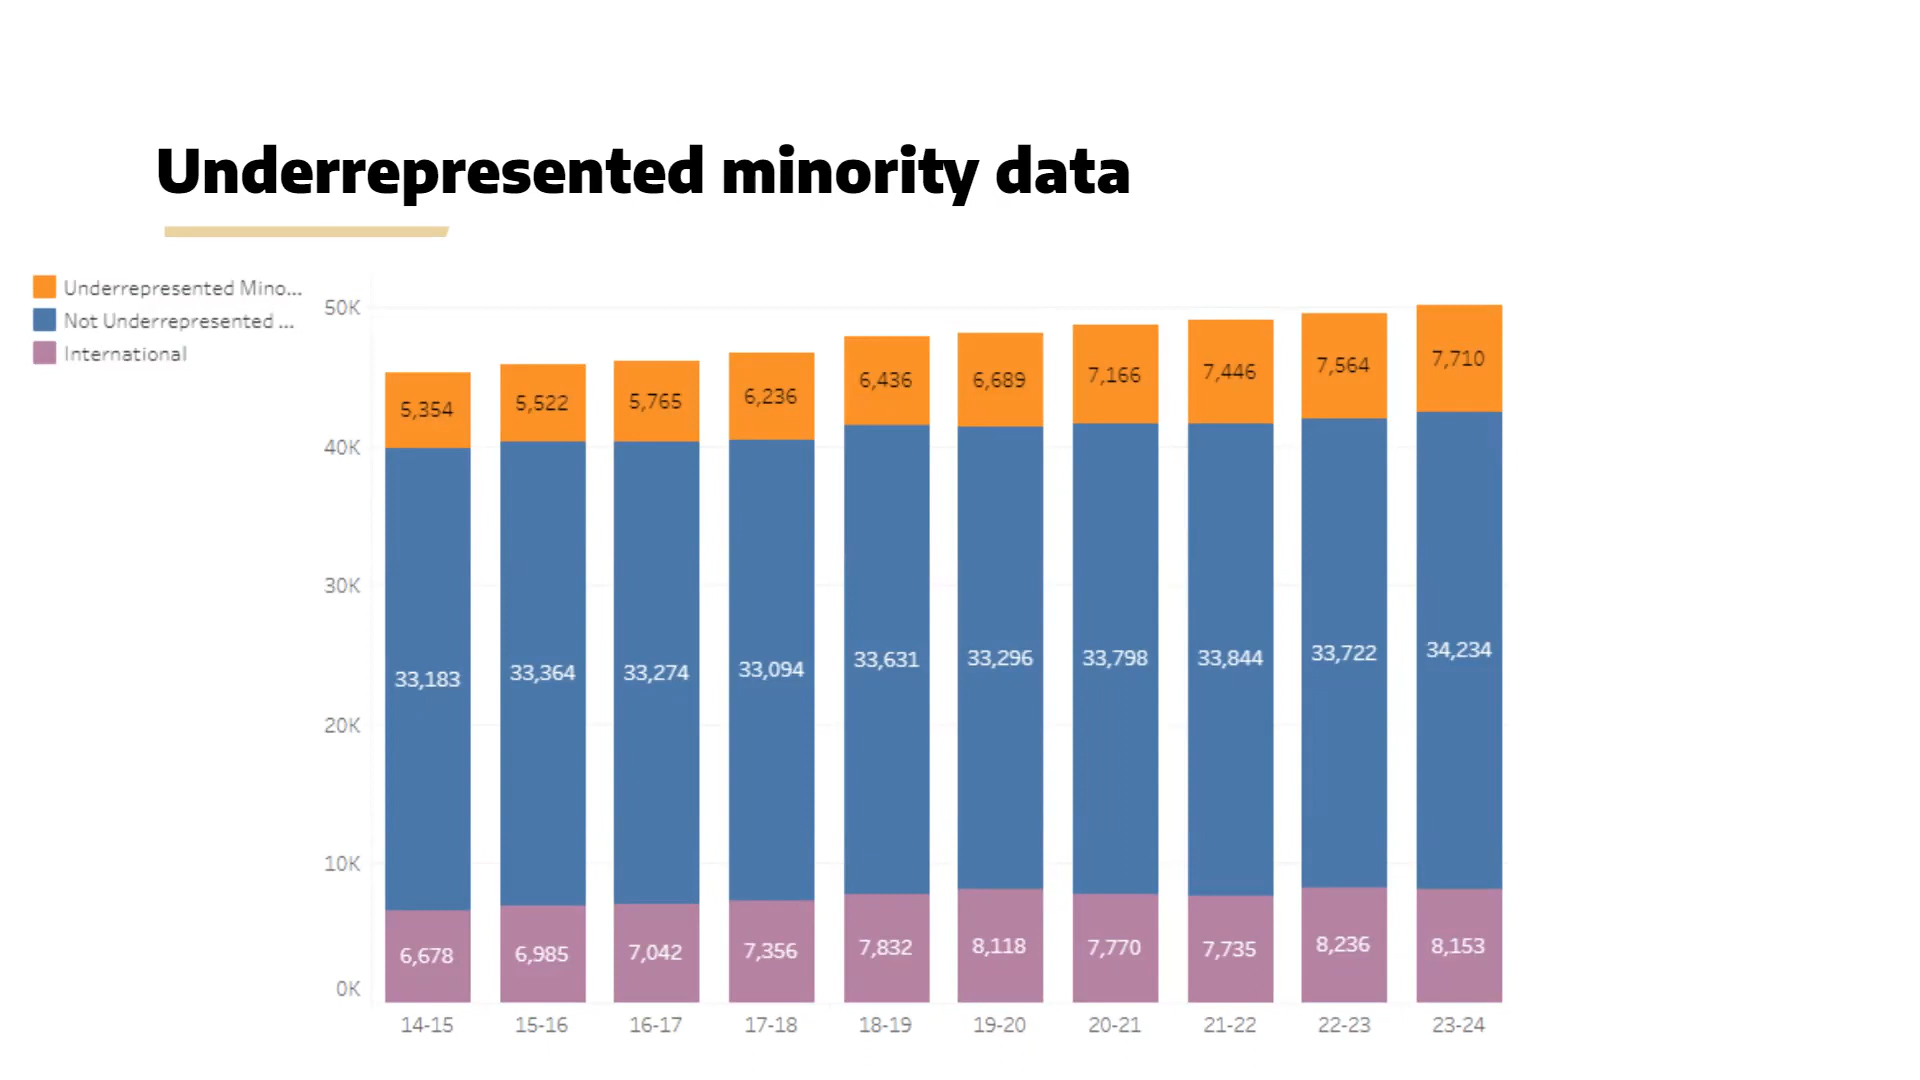 Underrepresented minority data
Underrepresented Mino...
Not Underrepresented ...
International
50K
40K
30K
20K
10K
0K
5,354 5,522 5,765 6,236 6,436 6,689 7,166 7,446 7,564 7,710
33,183 33,364 33,274 33,094 33,631 33,296 33,798 33,844 33,722 34,234
6,678 6,985 7,042 7,356 7,832 8,118 7,770 7,735 8,236 8,153
14-15 15-16 16-17 17-18 18-19 19-20 20-21 21-22 22-23 23-24